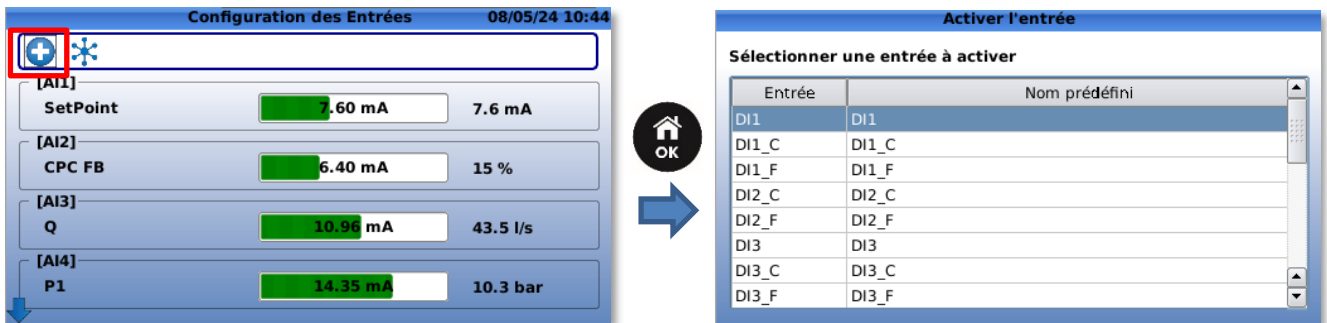 Configuration des Entrées 08/05/24 10:44
[AI1]
SetPoint 7.60 mA 7.6 mA
[AI2]
CPC FB 6.40 mA 15 %
[AI3]
Q 10.96 mA 43.5 l/s
[AI4]
P1 14.35 mA 10.3 bar
OK
Activer l'entrée
Sélectionner une entrée à activer
Entrée Nom prédéfini
DI1 DI1
DI1_C DI1_C
DI1_F DI1_F
DI2_C DI2_C
DI2_F DI2_F
DI3 DI3
DI3_C DI3_C
DI3_F DI3_F